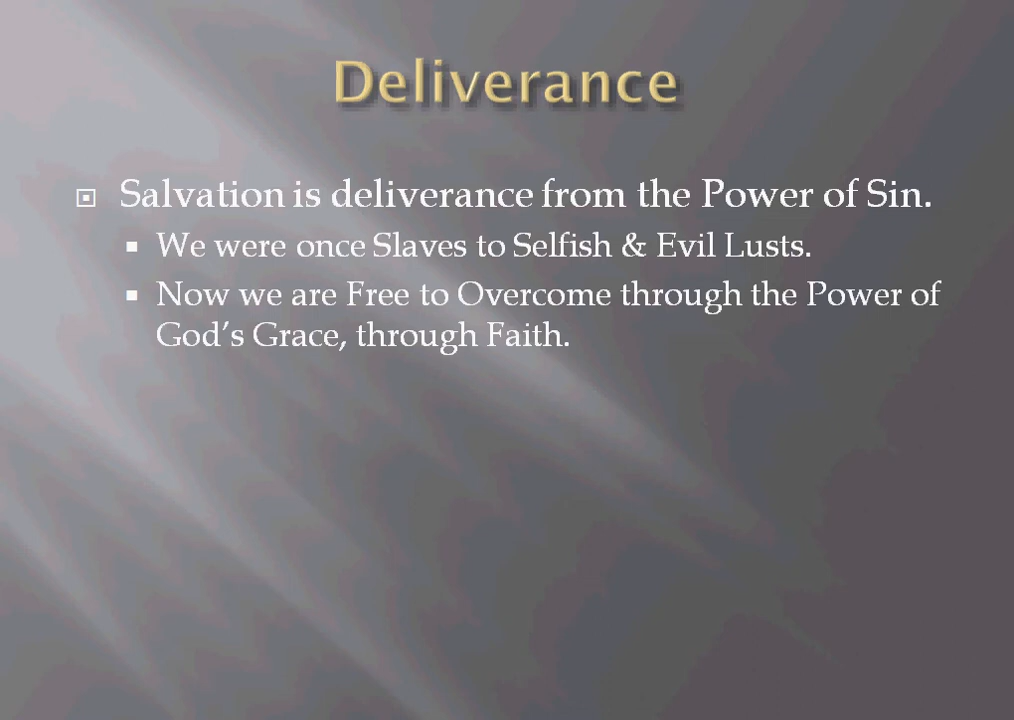 Deliverance
Salvation is deliverance from the Power of Sin.
We were once Slaves to Selfish & Evil Lusts.
Now we are Free to Overcome through the Power of
God's Grace, through Faith.